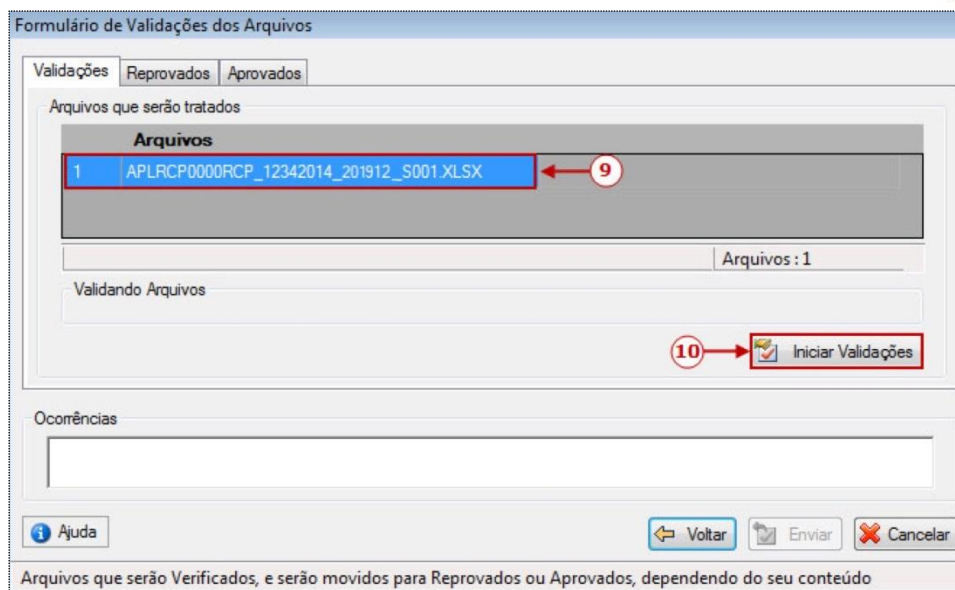 Formulário de Validações dos Arquivos
Validações Reprovados Aprovados
Arquivos que serão tratados
Arquivos
1 APLRCP0000RCP_12342014_201912_S001.XLSX 9
Arquivos : 1
Validando Arquivos
10 Iniciar Validações
Ocorrências
Ajuda Voltar Enviar Cancelar
Arquivos que serão Verificados, e serão movidos para Reprovados ou Aprovados, dependendo do seu conteúdo